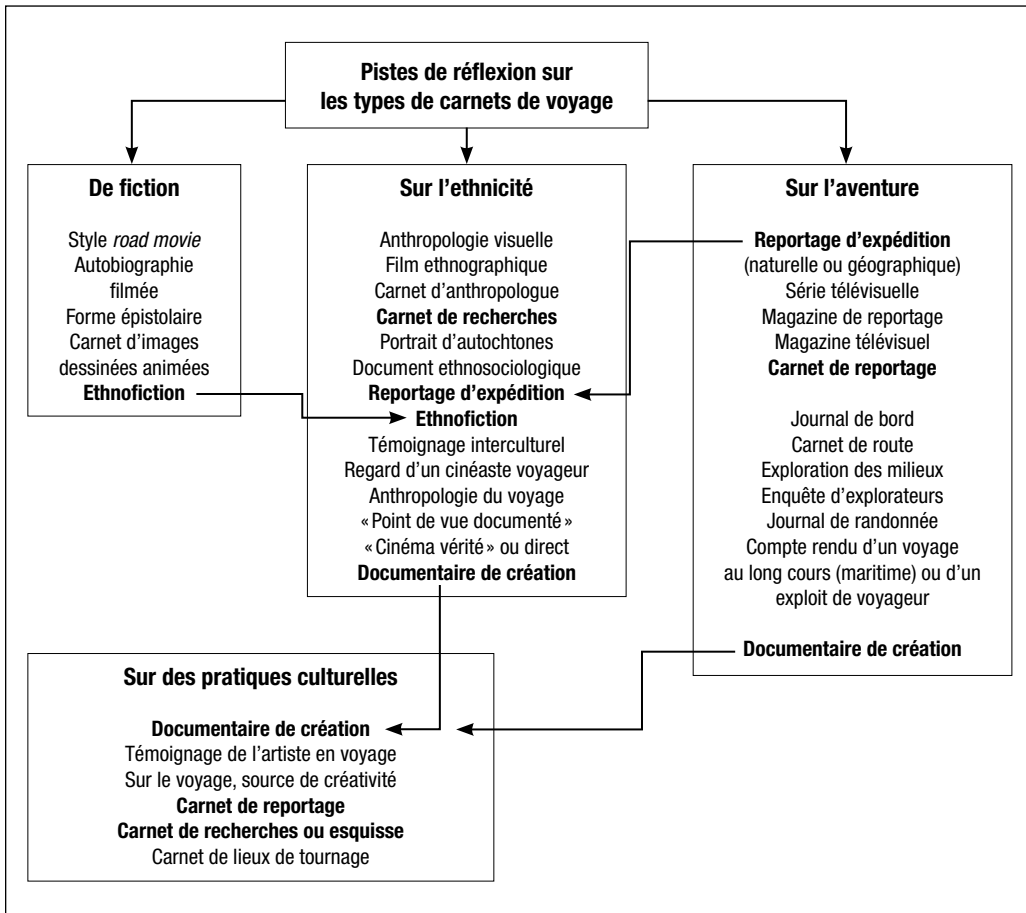 Pistes de réflexion sur
les types de carnets de voyage
De fiction
Style road movie
Autobiographie
filmée
Forme épistolaire
Carnet d’images
dessinées animées
Ethnofiction
Sur l’ethnicité
Anthropologie visuelle
Film ethnographique
Carnet d’anthropologue
Carnet de recherches
Portrait d’autochtones
Document ethnosociologique
Reportage d’expédition
Ethnofiction
Témoignage interculturel
Regard d’un cinéaste voyageur
Anthropologie du voyage
« Point de vue documenté »
« Cinéma vérité » ou direct
Documentaire de création
Sur l’aventure
Reportage d’expédition
(naturelle ou géographique)
Série télévisuelle
Magazine de reportage
Magazine télévisuel
Carnet de reportage
Journal de bord
Carnet de route
Exploration des milieux
Enquête d’explorateurs
Journal de randonnée
Compte rendu d’un voyage
au long cours (maritime) ou d’un
exploit de voyageur
Documentaire de création
Sur des pratiques culturelles
Documentaire de création
Témoignage de l’artiste en voyage
Sur le voyage, source de créativité
Carnet de reportage
Carnet de recherches ou esquisse
Carnet de lieux de tournage